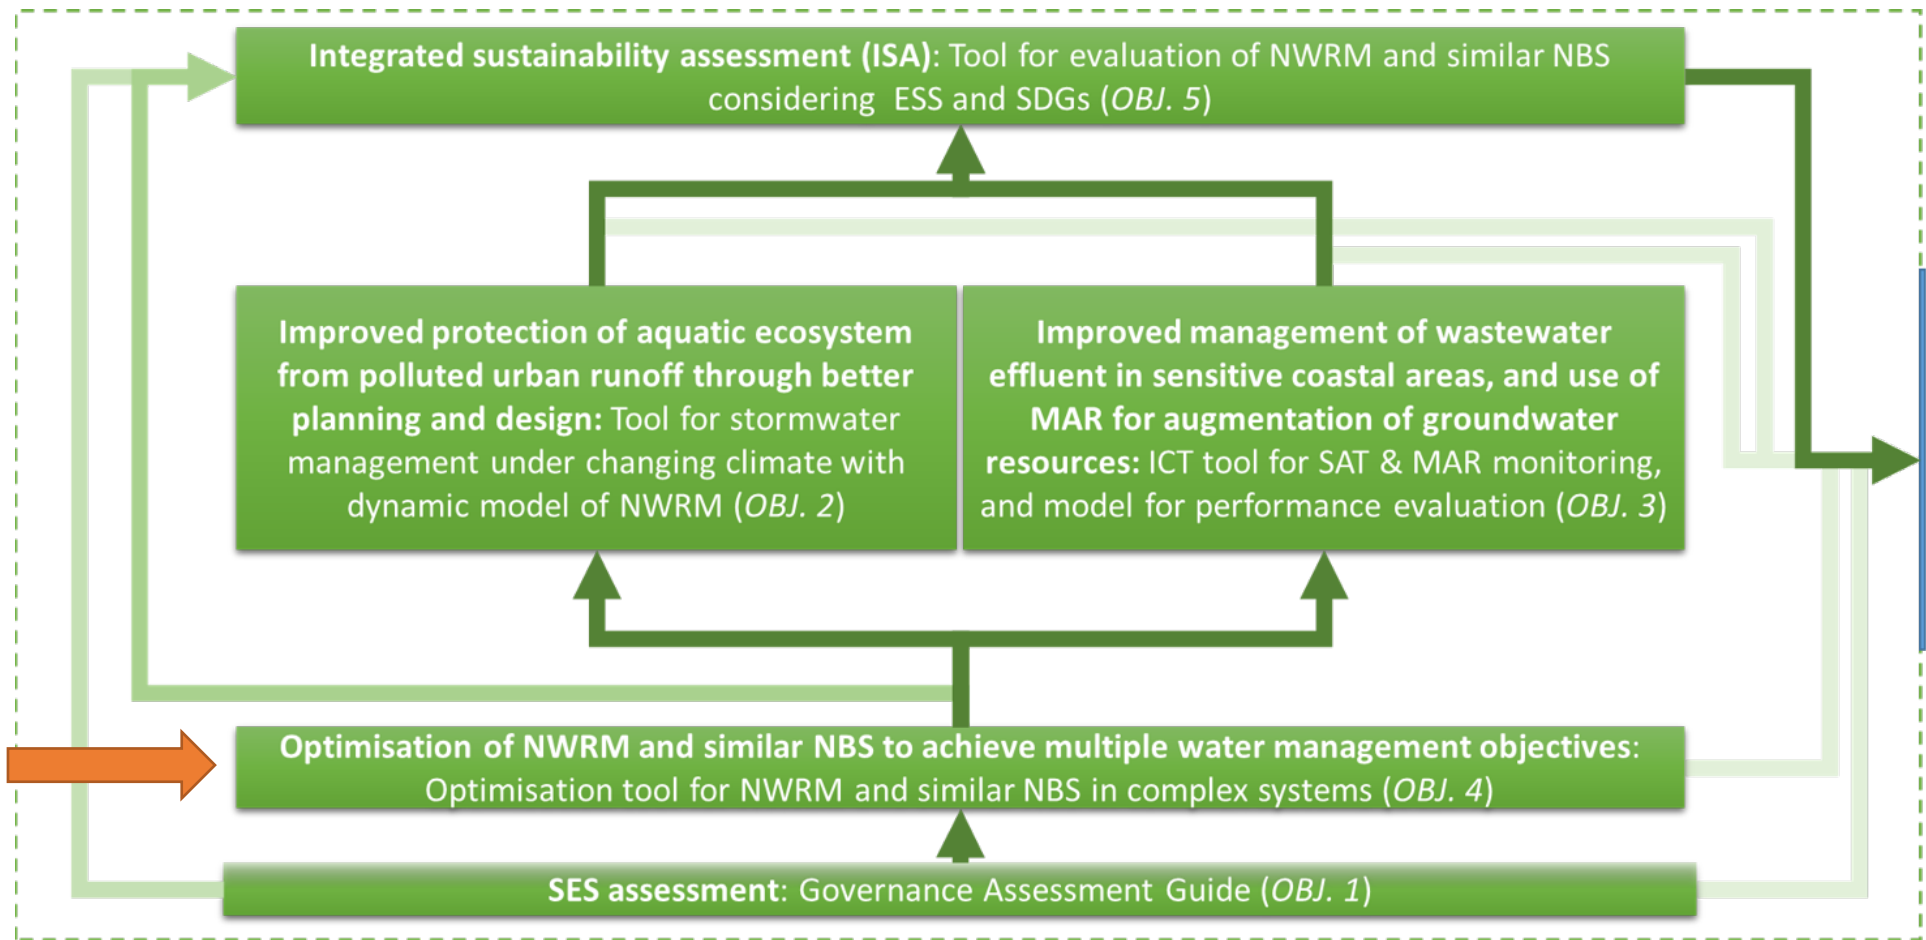 Integrated sustainability assessment (ISA): Tool for evaluation of NWRM and similar NBS
considering ESS and SDGs (OBJ. 5)
Improved protection of aquatic ecosystem
from polluted urban runoff through better
planning and design: Tool for stormwater
management under changing climate with
dynamic model of NWRM (OBJ. 2)
Improved management of wastewater
effluent in sensitive coastal areas, and use of
MAR for augmentation of groundwater
resources: ICT tool for SAT & MAR monitoring,
and model for performance evaluation (OBJ. 3)
Optimisation of NWRM and similar NBS to achieve multiple water management objectives:
Optimisation tool for NWRM and similar NBS in complex systems (OBJ. 4)
SES assessment: Governance Assessment Guide (OBJ. 1)